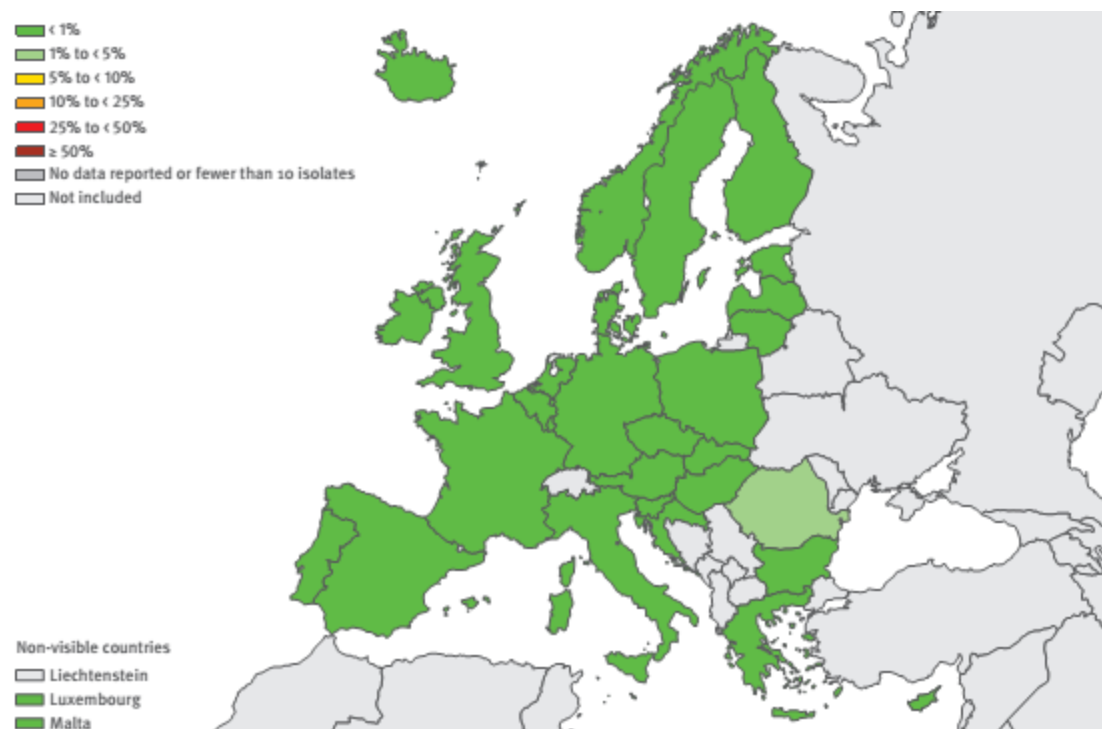 < 1%
1% to < 5%
5% to < 10%
10% to < 25%
25% to < 50%
≥ 50%
No data reported or fewer than 10 isolates
Not included
Non-visible countries
Liechtenstein
Luxembourg
Malta